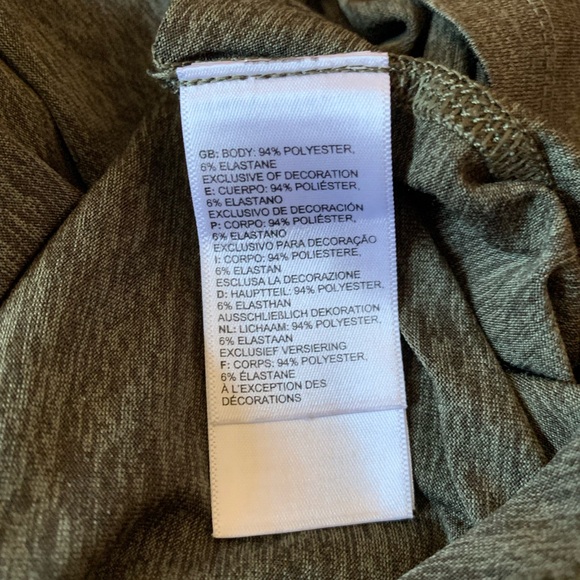 GB: BODY: 94% POLYESTER,
6% ELASTANE
EXCLUSIVE OF DECORATION
E: CUERPO: 94% POLIÉSTER,
6% ELASTANO
EXCLUSIVO DE DECORACIÓN
P: CORPO: 94% POLIÉSTER,
6% ELASTANO
EXCLUSIVO PARA DECORAÇÃO
I: CORPO: 94% POLIESTERE,
6% ELASTAN
ESCLUSA LA DECORAZIONE
D: HAUPTTEIL: 94% POLYESTER,
6% ELASTHAN
AUSSCHLIEßLICH DEKORATION
NL: LICHAAM: 94% POLYESTER,
6% ELASTAAN
EXCLUSIEF VERSIERING
F: CORPS: 94% POLYESTER,
6% ÉLASTANE
À L'EXCEPTION DES
DÉCORATIONS